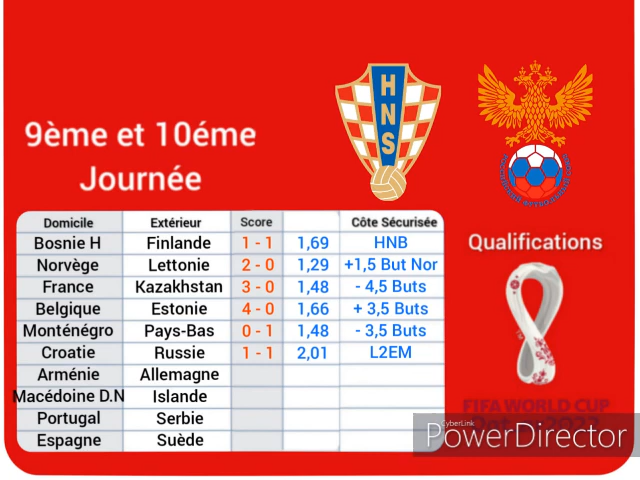 HNS
9ème et 10éme
Journée
Domicile Extérieur Score Côte Sécurisée
Bosnie H Finlande 1 - 1 1,69 HNB
Norvège Lettonie 2 - 0 1,29 +1,5 But Nor
France Kazakhstan 3 - 0 1,48 - 4,5 Buts
Belgique Estonie 4 - 0 1,66 + 3,5 Buts
Monténégro Pays-Bas 0 - 1 1,48 - 3,5 Buts
Croatie Russie 1 - 1 2,01 L2EM
Arménie Allemagne
Macédoine D.N Islande
Portugal Serbie
Espagne Suède
Qualifications
FIFA WORLD CUP
CyberLink
PowerDirector